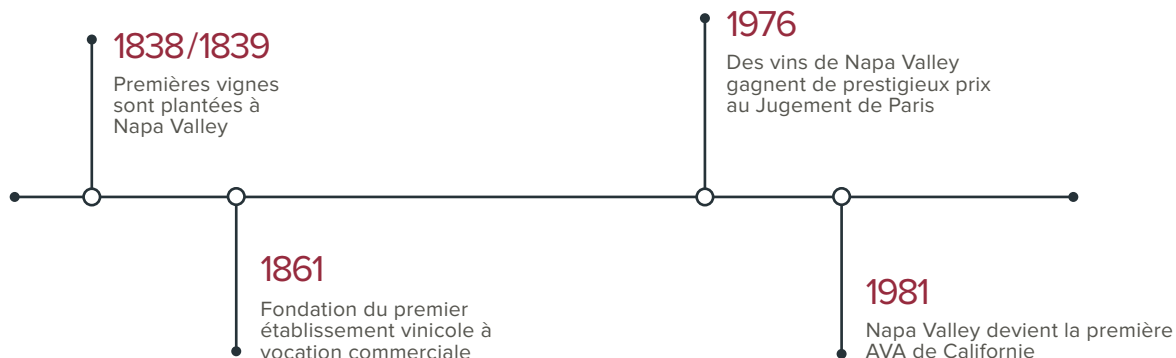 1838/1839
Premières vignes
sont plantées à
Napa Valley
1861
Fondation du premier
établissement vinicole à
vocation commerciale
1976
Des vins de Napa Valley
gagnent de prestigieux prix
au Jugement de Paris
1981
Napa Valley devient la première
AVA de Californie